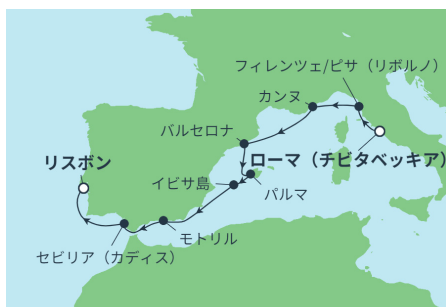 フィレンツェ/ピサ（リボルノ）
カンヌ
バルセロナ
リスボン
ローマ（チビタベッキア）
イビサ島
パルマ
モトリル
セビリア（カディス）